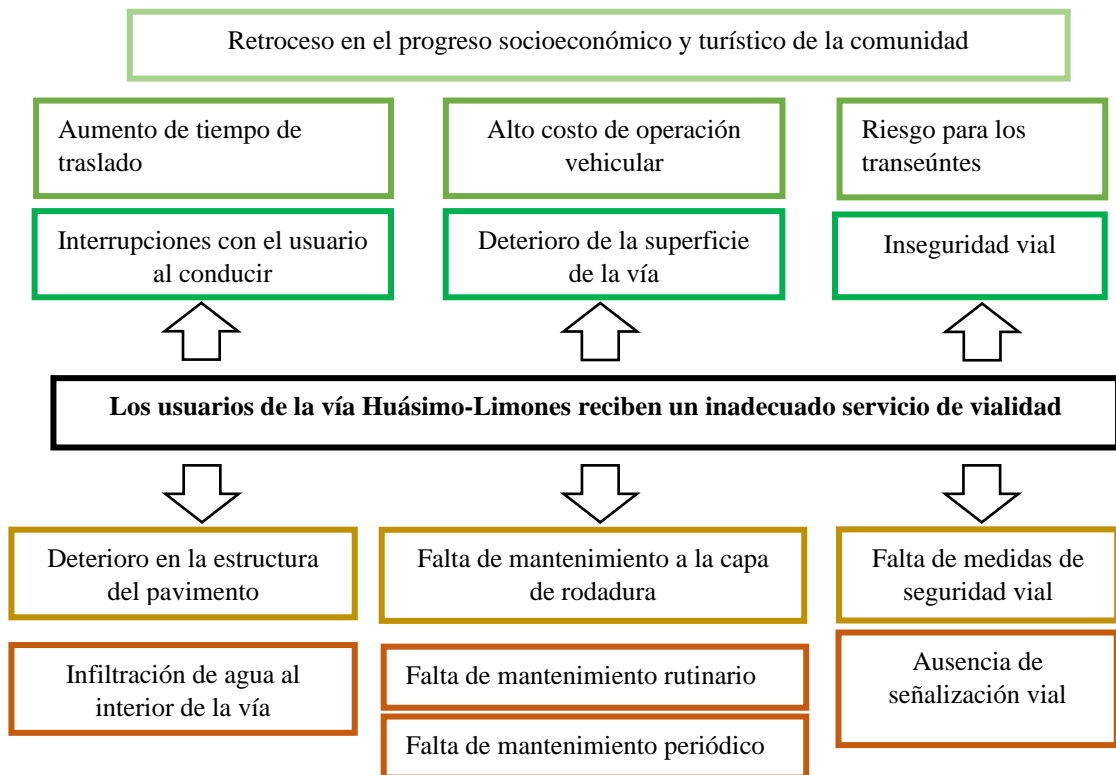 Retroceso en el progreso socioeconómico y turístico de la comunidad
Aumento de tiempo de
traslado
Alto costo de operación
vehicular
Riesgo para los
transeúntes
Interrupciones con el usuario
al conducir
Deterioro de la superficie
de la vía
Inseguridad vial
Los usuarios de la vía Huásimo-Limones reciben un inadecuado servicio de vialidad
Deterioro en la estructura
del pavimento
Falta de mantenimiento a la capa
de rodadura
Falta de medidas de
seguridad vial
Infiltración de agua al
interior de la vía
Falta de mantenimiento rutinario
Falta de mantenimiento periódico
Ausencia de
señalización vial